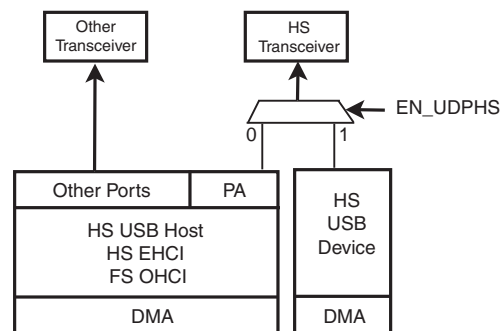 Other
Transceiver
HS
Transceiver
EN_UDPHS
0
1
Other Ports
PA
HS USB Host
HS EHCI
FS OHCI
DMA
HS
USB
Device
DMA